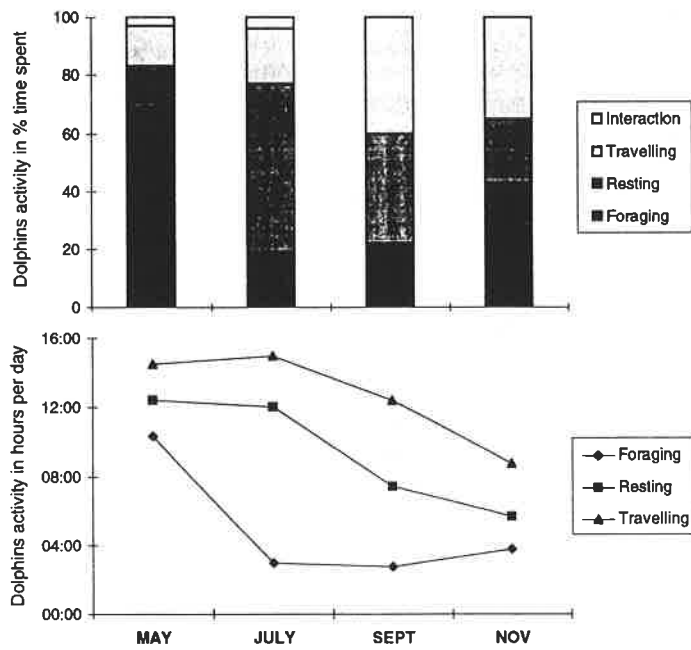 Dolphins activity in % time spent
100
80
60
40
20
0
Interaction
Travelling
Resting
Foraging
Dolphins activity in hours per day
16:00
12:00
08:00
04:00
00:00
Foraging
Resting
Travelling
MAY JULY SEPT NOV